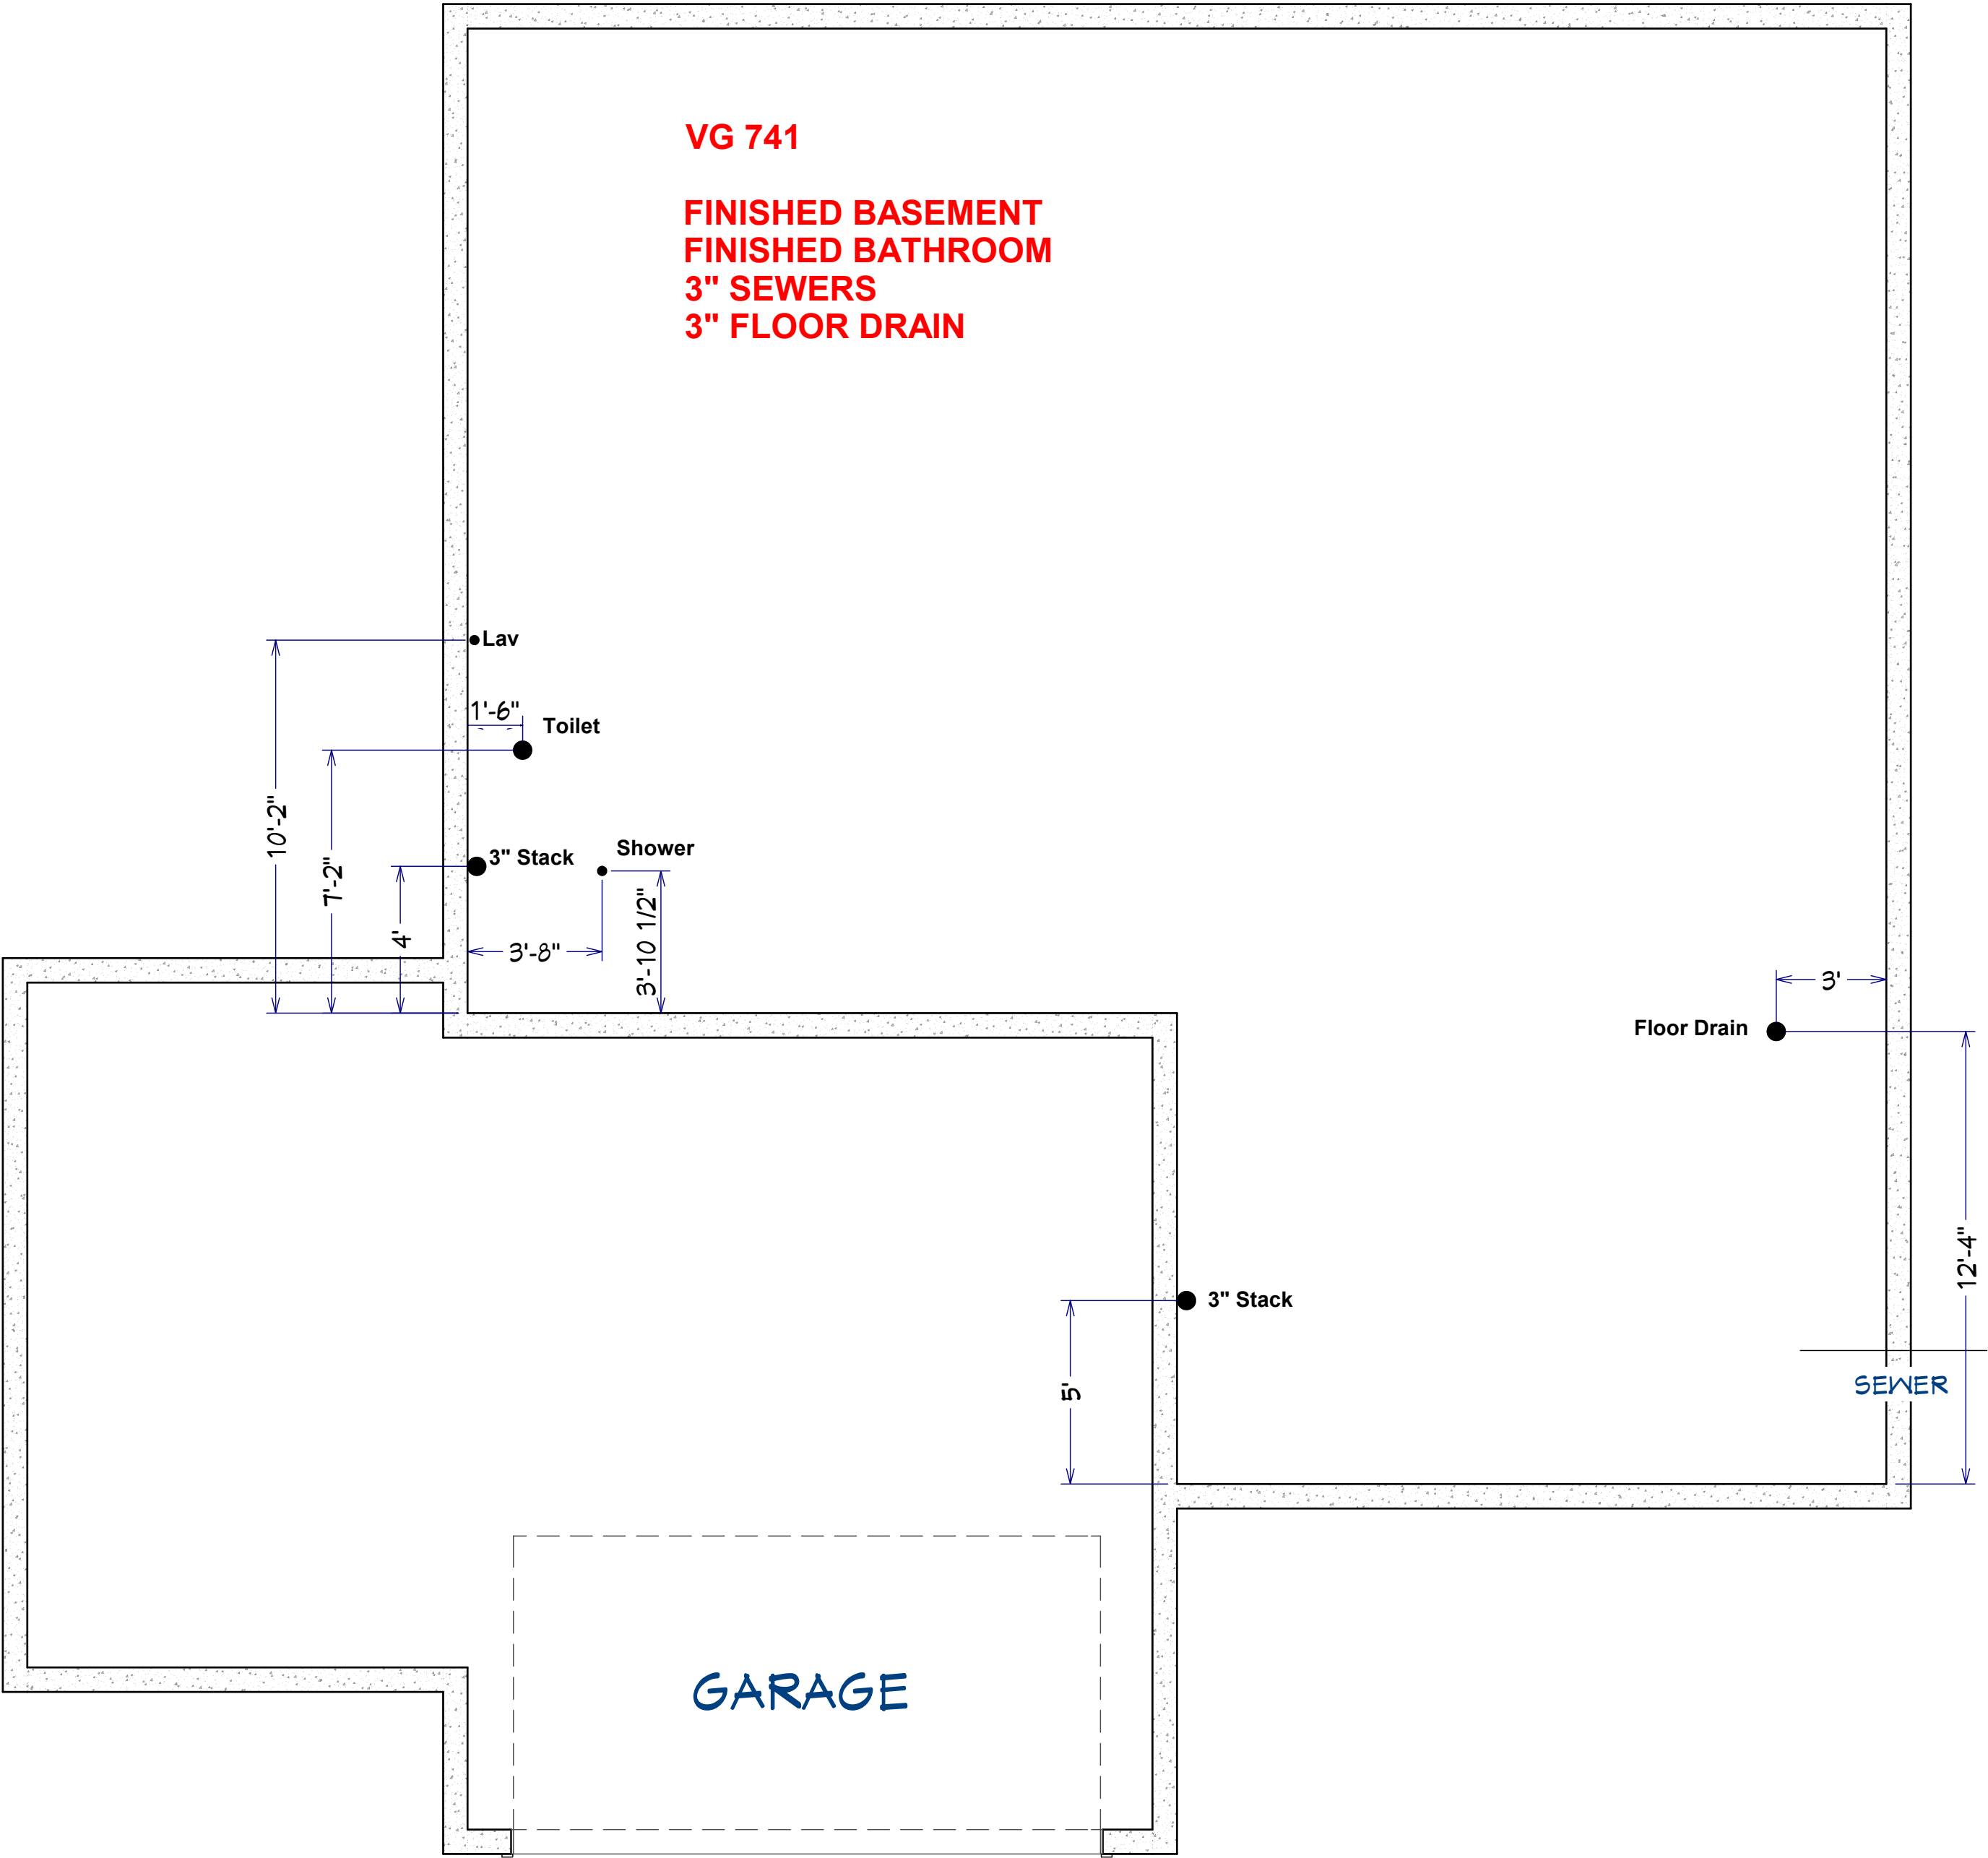 VG 741
FINISHED BASEMENT
FINISHED BATHROOM
3" SEWERS
3" FLOOR DRAIN
Lav
1'-6"
Toilet
10'-2"
7'-2"
3" Stack
Shower
4'
3'-8"
3'-10 1/2"
3'
Floor Drain
12'-4"
3" Stack
5'
SEWER
GARAGE